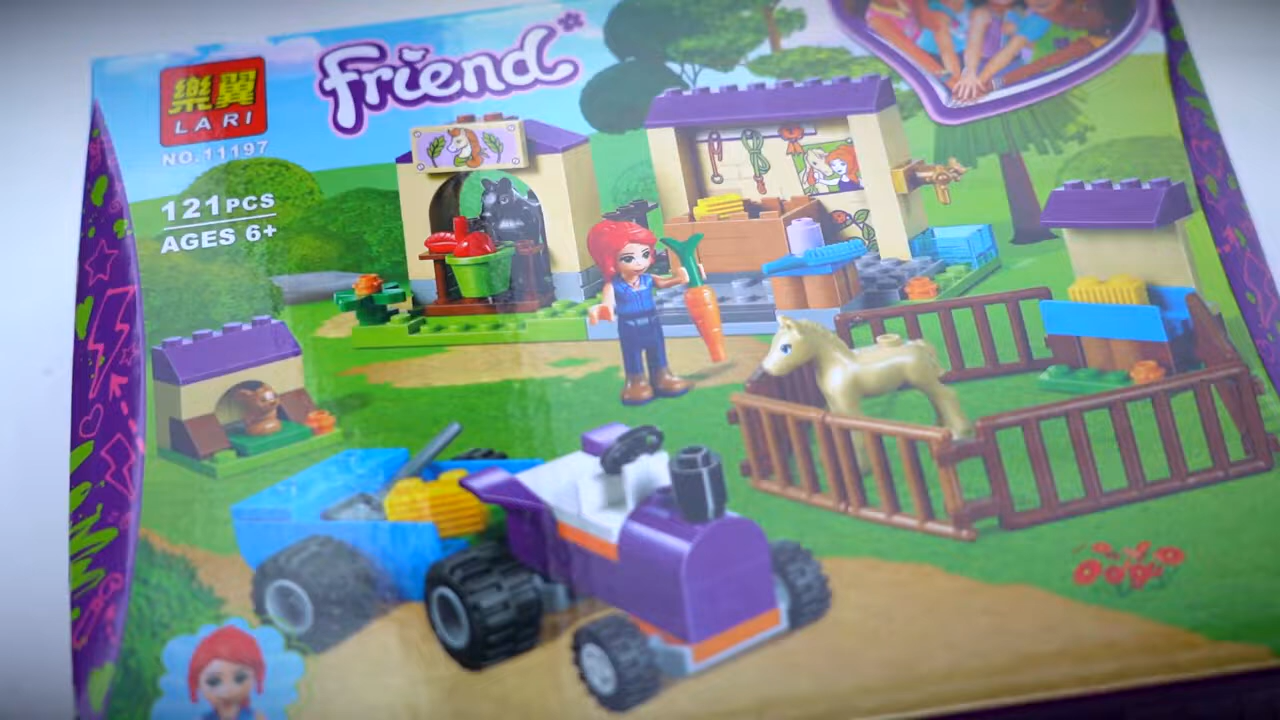 樂翼
LARI
NO.11197
Friend
121PCS
AGES 6+